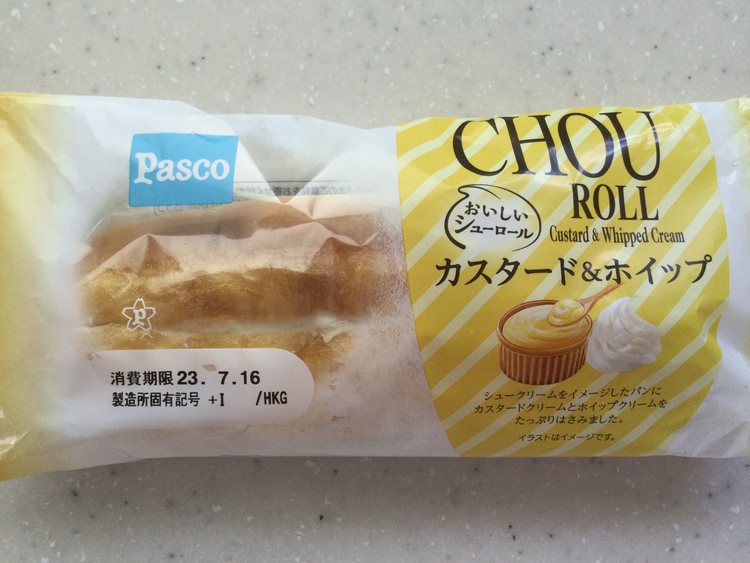 Pasco
CHOU
ROLL
Custard & Whipped Cream
おいしい
シューロール
カスタード&ホイップ
P
消費期限 23. 7.16
製造所固有記号 +I /HKG
シュークリームをイメージしたパンに
カスタードクリームとホイップクリームを
たっぷりはさみました。
イラストはイメージです。